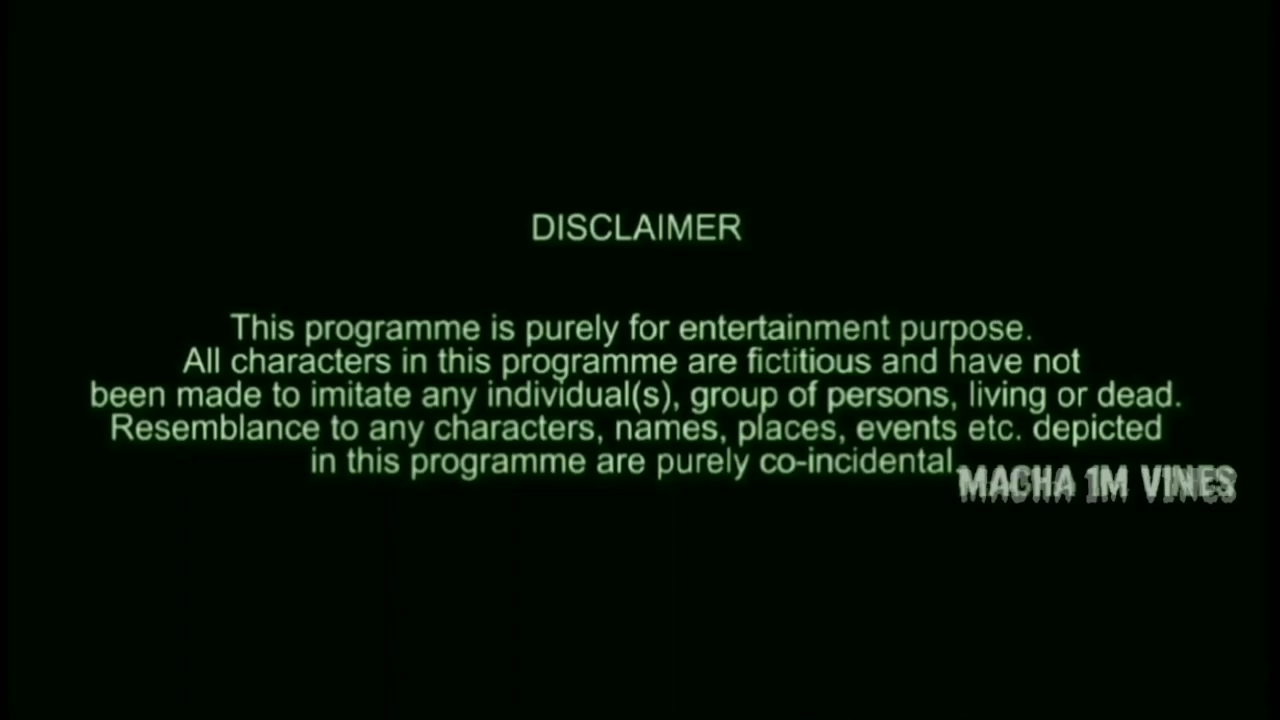 DISCLAIMER
This programme is purely for entertainment purpose.
All characters in this programme are fictitious and have not
been made to imitate any individual(s), group of persons, living or dead.
Resemblance to any characters, names, places, events etc. depicted
in this programme are purely co-incidental.
MACHA 1M VINES